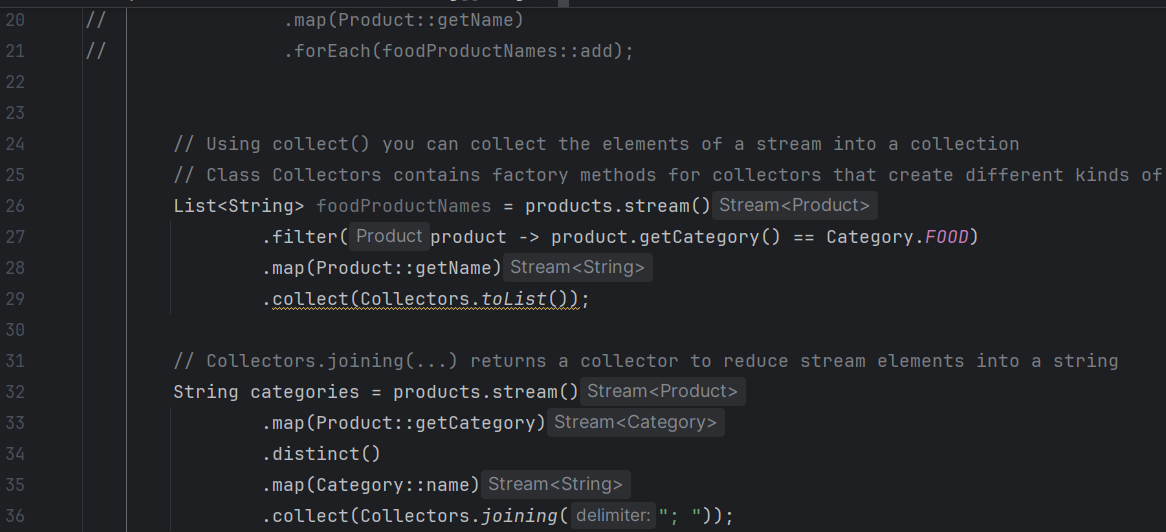 20 // .map(Product::getName)
21 // .forEach(foodProductNames::add);
22
23
24 // Using collect() you can collect the elements of a stream into a collection
25 // Class Collectors contains factory methods for collectors that create different kinds of
26 List<String> foodProductNames = products.stream() Stream<Product>
27 .filter( Product product -> product.getCategory() == Category.FOOD)
28 .map(Product::getName) Stream<String>
29 .collect(Collectors.toList());
30
31 // Collectors.joining(...) returns a collector to reduce stream elements into a string
32 String categories = products.stream() Stream<Product>
33 .map(Product::getCategory) Stream<Category>
34 .distinct()
35 .map(Category::name) Stream<String>
36 .collect(Collectors.joining( delimiter: "; "));